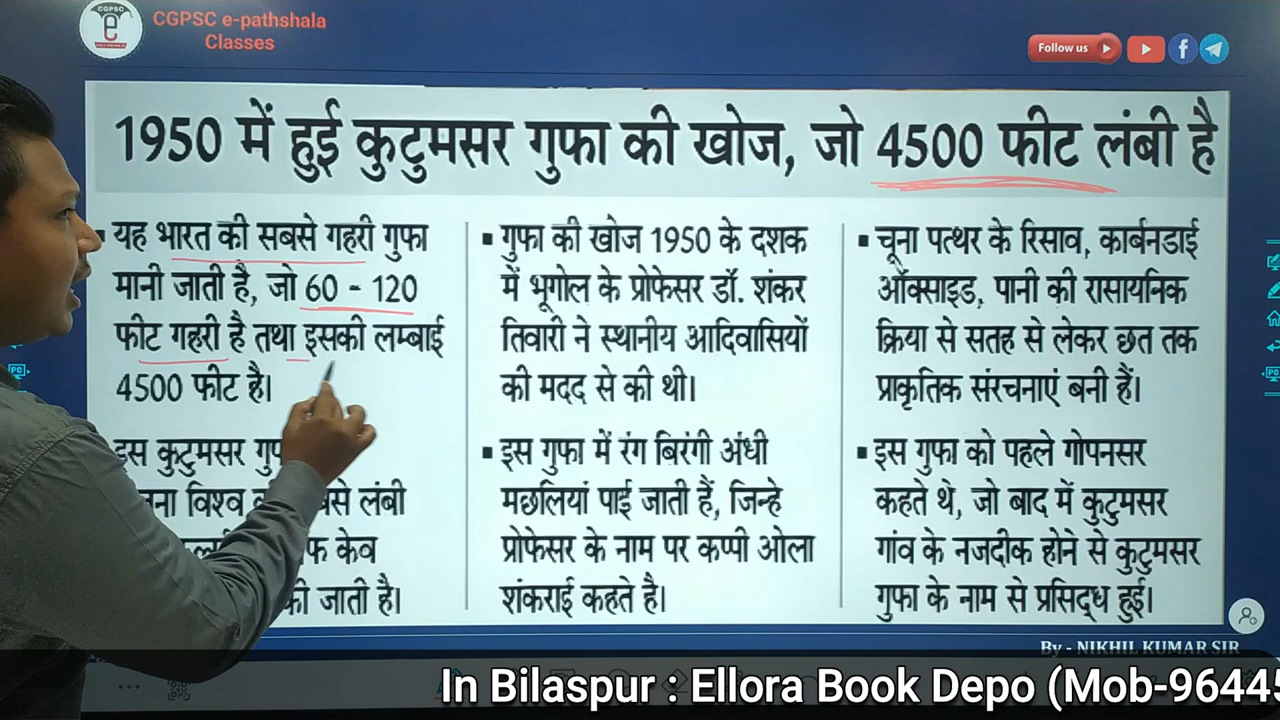 CGPSC
e
CGPSC e-pathshala
Classes
Follow us
1950 में हुई कुटुमसर गुफा की खोज, जो 4500 फीट लंबी है
यह भारत की सबसे गहरी गुफा
मानी जाती है, जो 60 - 120
फीट गहरी है तथा इसकी लम्बाई
4500 फीट है।
इस कुटुमसर
विश्व लंबी
केव
की जाती है।
▪ गुफा की खोज 1950 के दशक
में भूगोल के प्रोफेसर डॉ. शंकर
तिवारी ने स्थानीय आदिवासियों
की मदद से की थी।
▪ इस गुफा में रंग बिरंगी अंधी
मछलियां पाई जाती हैं, जिन्हे
प्रोफेसर के नाम पर कप्पी ओला
शंकराई कहते है।
▪ चूना पत्थर के रिसाव, कार्बनडाई
ऑक्साइड, पानी की रासायनिक
क्रिया से सतह से लेकर छत तक
प्राकृतिक संरचनाएं बनी हैं।
▪ इस गुफा को पहले गोपनसर
कहते थे, जो बाद में कुटुमसर
गांव के नजदीक होने से कुटुमसर
गुफा के नाम से प्रसिद्ध हुई।
By - NIKHIL KUMAR SIR
In Bilaspur : Ellora Book Depo (Mob-96445